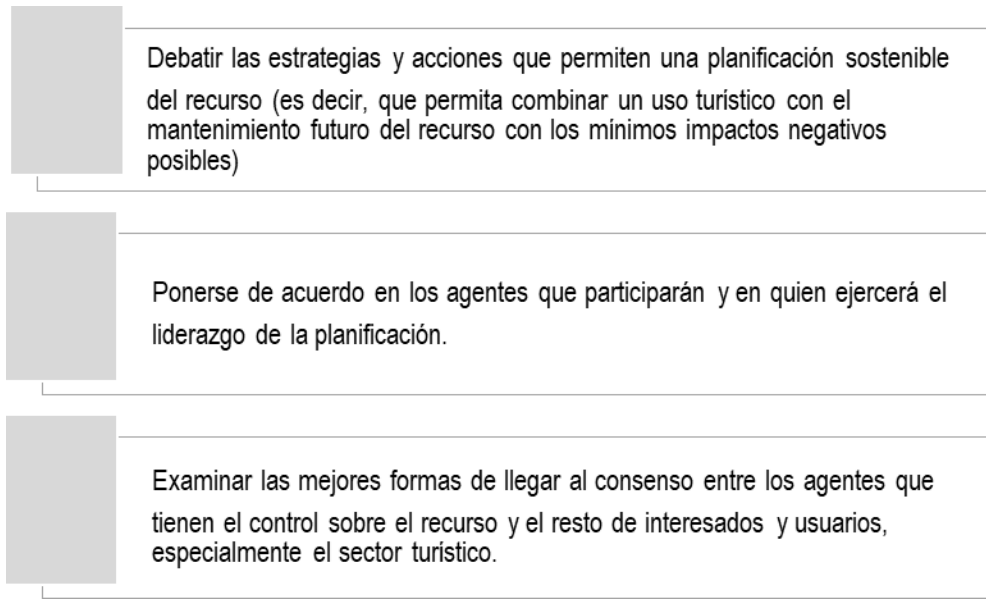 Debatir las estrategias y acciones que permiten una planificación sostenible
del recurso (es decir, que permita combinar un uso turístico con el
mantenimiento futuro del recurso con los mínimos impactos negativos
posibles)
Ponerse de acuerdo en los agentes que participarán y en quien ejercerá el
liderazgo de la planificación.
Examinar las mejores formas de llegar al consenso entre los agentes que
tienen el control sobre el recurso y el resto de interesados y usuarios,
especialmente el sector turístico.